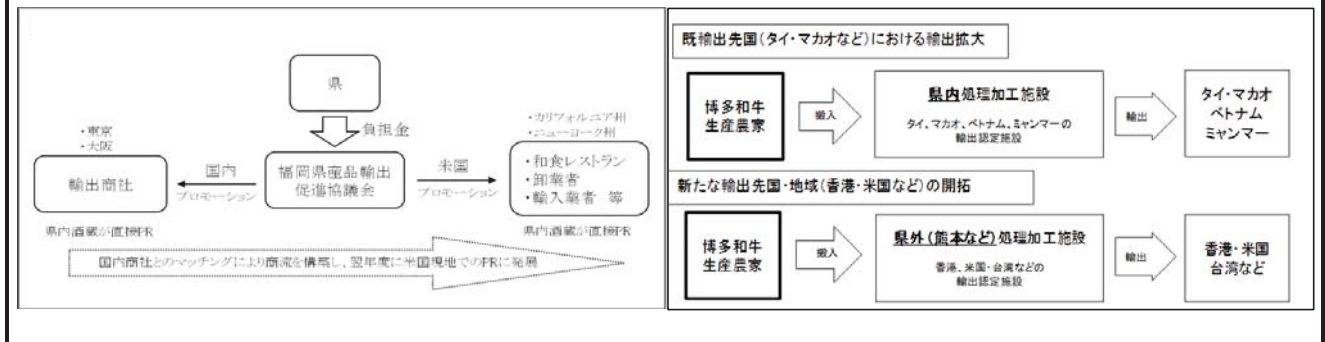 県
負担金
・東京
・大阪
輸出商社
国内
プロモーション
福岡県産品輸出
促進協議会
米国
プロモーション
・カリフォルニア州
・ニューヨーク州
・和食レストラン
・卸業者
・輸入業者 等
県内酒蔵が直接PR
県内酒蔵が直接PR
国内商社とのマッチングにより商流を構築し、翌年度に米国現地でのPRに発展
既輸出先国(タイ・マカオなど)における輸出拡大
博多和牛
生産農家
搬入
県内処理加工施設
タイ、マカオ、ベトナム、ミャンマーの
輸出認定施設
輸出
タイ・マカオ
ベトナム
ミャンマー
新たな輸出先国・地域(香港・米国など)の開拓
博多和牛
生産農家
搬入
県外(熊本など)処理加工施設
香港、米国・台湾などの
輸出認定施設
輸出
香港・米国
台湾など